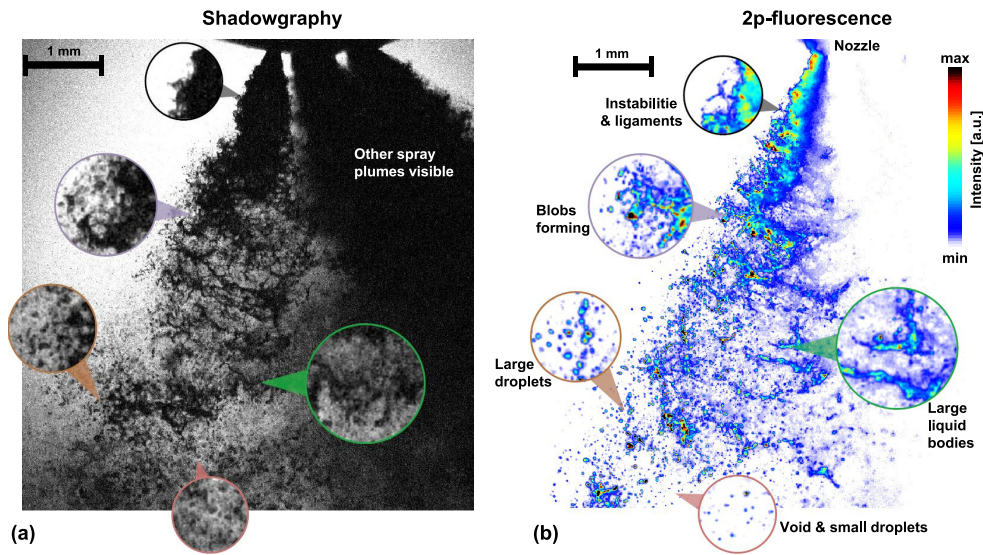 Shadowgraphy
1 mm
Other spray
plumes visible
(a)
2p-fluorescence
1 mm
Nozzle
Instabilitie
& ligaments
Blobs
forming
Large
droplets
Large
liquid
bodies
Void & small droplets
max
Intensity [a.u.]
min
(b)